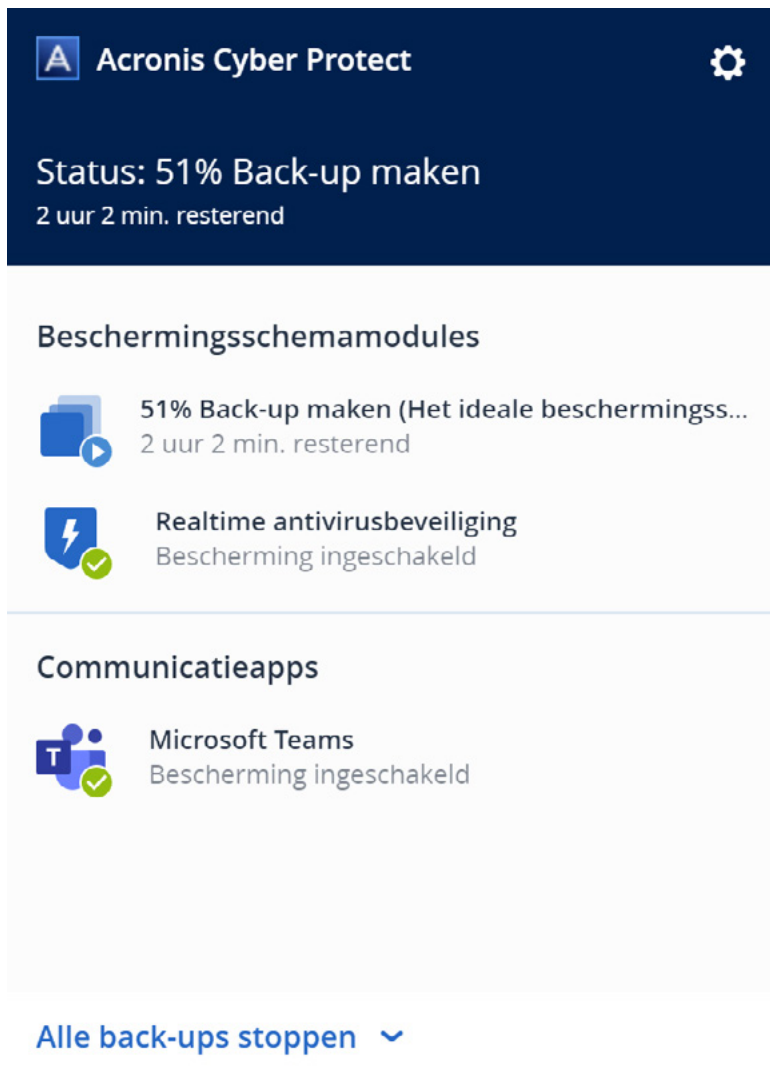 Acronis Cyber Protect
Status: 51% Back-up maken
2 uur 2 min. resterend
Beschermingsschemamodules
51% Back-up maken (Het ideale beschermingss...
2 uur 2 min. resterend
Realtime antivirusbeveiliging
Bescherming ingeschakeld
Communicatieapps
T
Microsoft Teams
Bescherming ingeschakeld
Alle back-ups stoppen